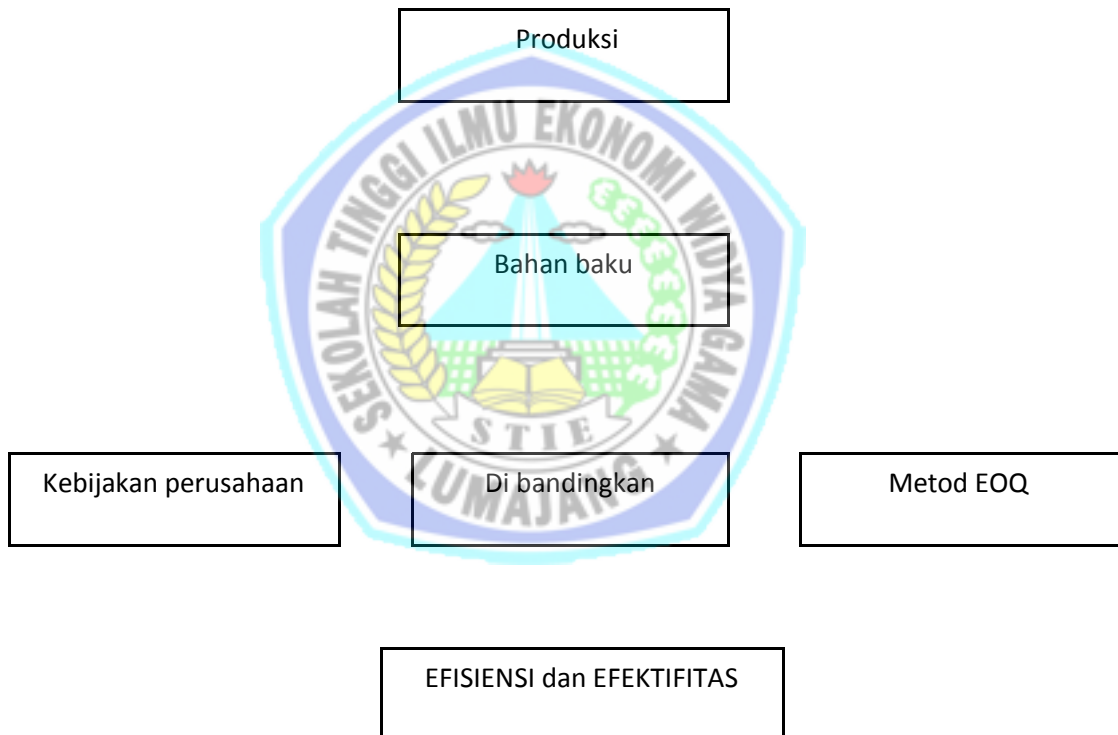 Produksi
SEKOLAH TINGGI ILMU EKONOMI WIDYA GAMA
Bahan baku
STIE
LUMAJANG
Kebijakan perusahaan
Di bandingkan
Metod EOQ
EFISIENSI dan EFEKTIFITAS